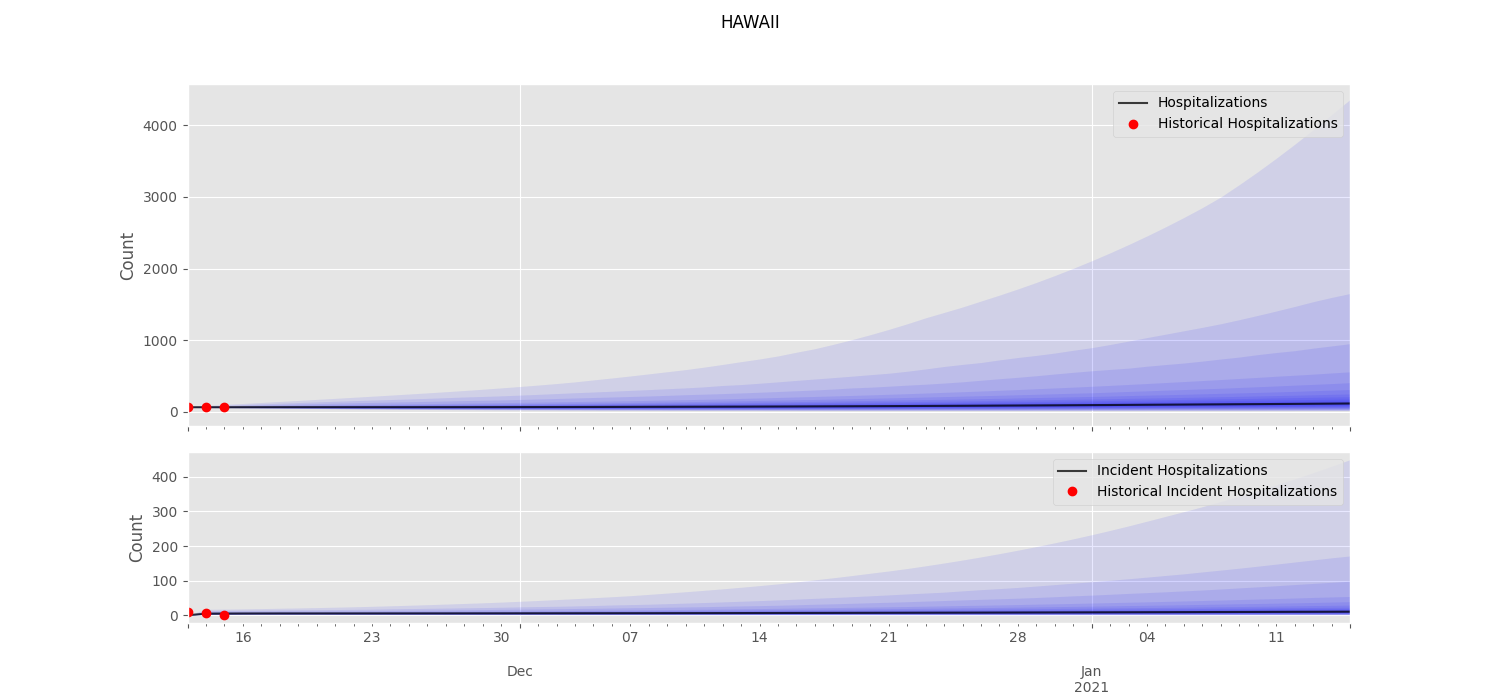 HAWAII
Hospitalizations
Historical Hospitalizations
Count
4000
3000
2000
1000
0
Incident Hospitalizations
Historical Incident Hospitalizations
Count
400
300
200
100
0
16 23 30 07 14 21 28 04 11
Dec Jan
2021